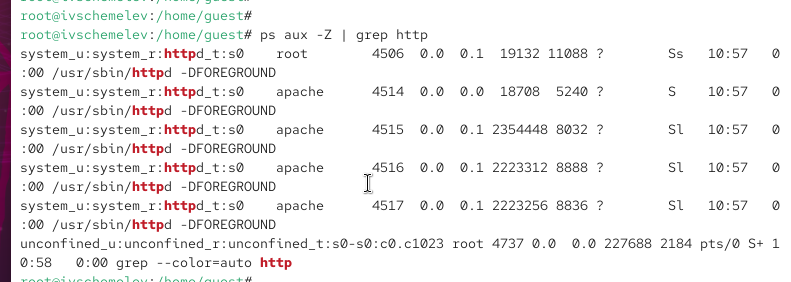 root@ivschemelev:/home/guest#
root@ivschemelev:/home/guest#
root@ivschemelev:/home/guest# ps aux -Z | grep http
system_u:system_r:httpd_t:s0    root        4506  0.0  0.1  19132 11088 ?        Ss   10:57   0
:00 /usr/sbin/httpd -DFOREGROUND
system_u:system_r:httpd_t:s0    apache      4514  0.0  0.0  18708  5240 ?        S    10:57   0
:00 /usr/sbin/httpd -DFOREGROUND
system_u:system_r:httpd_t:s0    apache      4515  0.0  0.1 2354448 8032 ?        Sl   10:57   0
:00 /usr/sbin/httpd -DFOREGROUND
system_u:system_r:httpd_t:s0    apache      4516  0.0  0.1 2223312 8888 ?        Sl   10:57   0
:00 /usr/sbin/httpd -DFOREGROUND
system_u:system_r:httpd_t:s0    apache      4517  0.0  0.1 2223256 8836 ?        Sl   10:57   0
:00 /usr/sbin/httpd -DFOREGROUND
unconfined_u:unconfined_r:unconfined_t:s0-s0:c0.c1023 root 4737 0.0  0.0 227688 2184 pts/0 S+ 1
0:58   0:00 grep --color=auto http
root@ivschemelev:/home/guest#